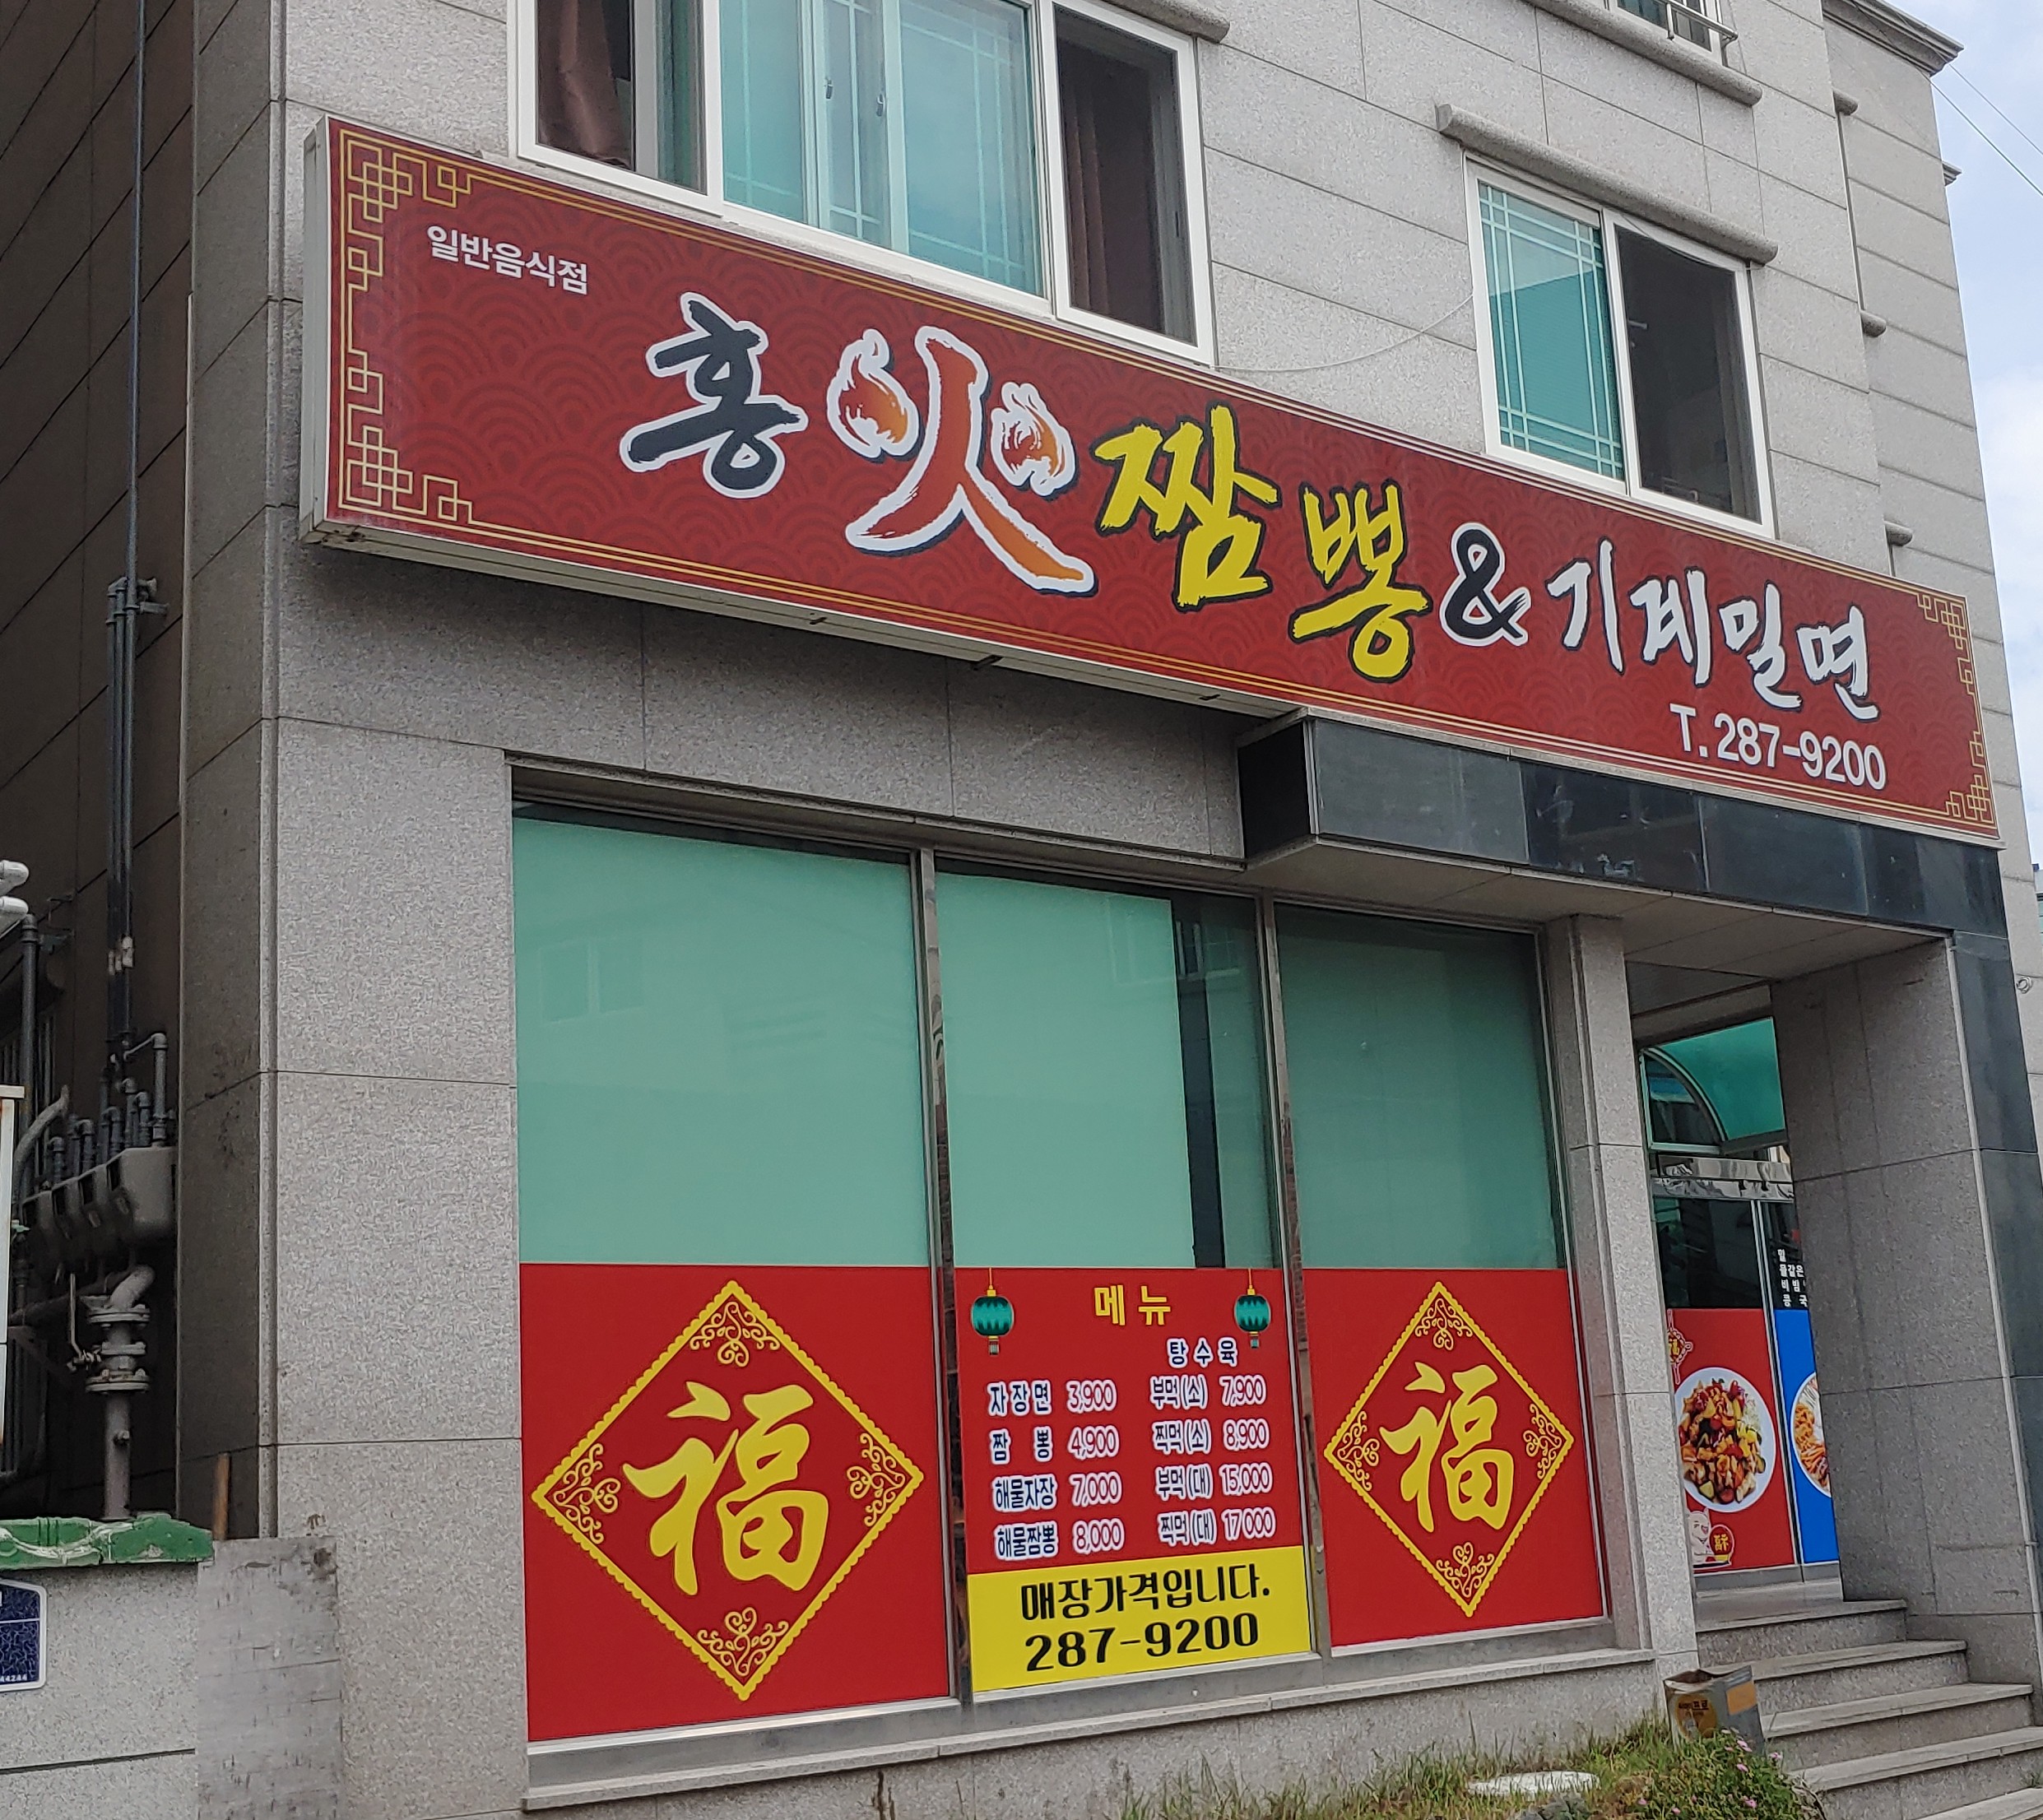 일반음식점
홍火짬뽕&기계밀면
T. 287-9200
메뉴
탕수육
자장면 3,900 부먹(소) 7,900
짬뽕 4,900 찍먹(소) 8,900
해물자장 7,000 부먹(대) 15,000
해물짬뽕 8,000 찍먹(대) 17000
매장가격입니다.
287-9200
福
福